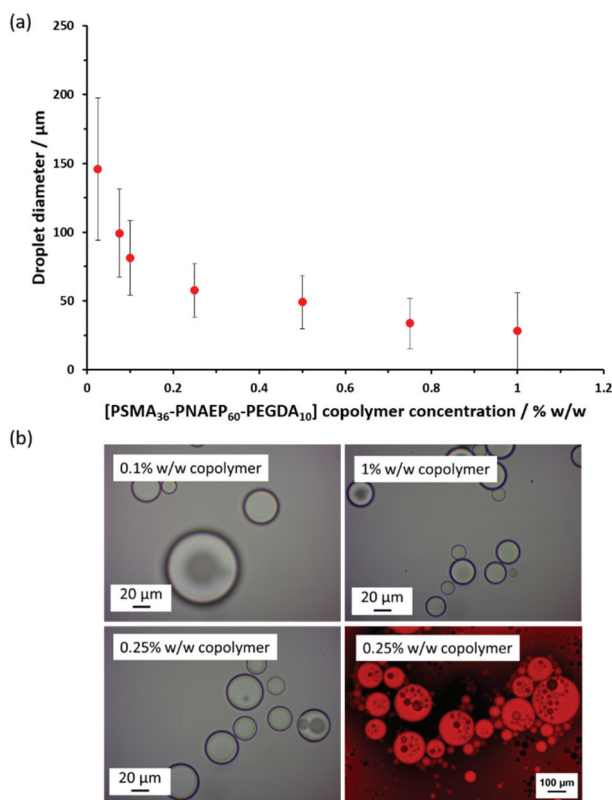 (a)
250
200
150
100
50
0
Droplet diameter / µm
0 0.2 0.4 0.6 0.8 1 1.2
[PSMA₃₆-PNAEP₆₀-PEGDA₁₀] copolymer concentration / % w/w
(b)
0.1% w/w copolymer
20 µm
1% w/w copolymer
20 µm
0.25% w/w copolymer
20 µm
0.25% w/w copolymer
100 µm